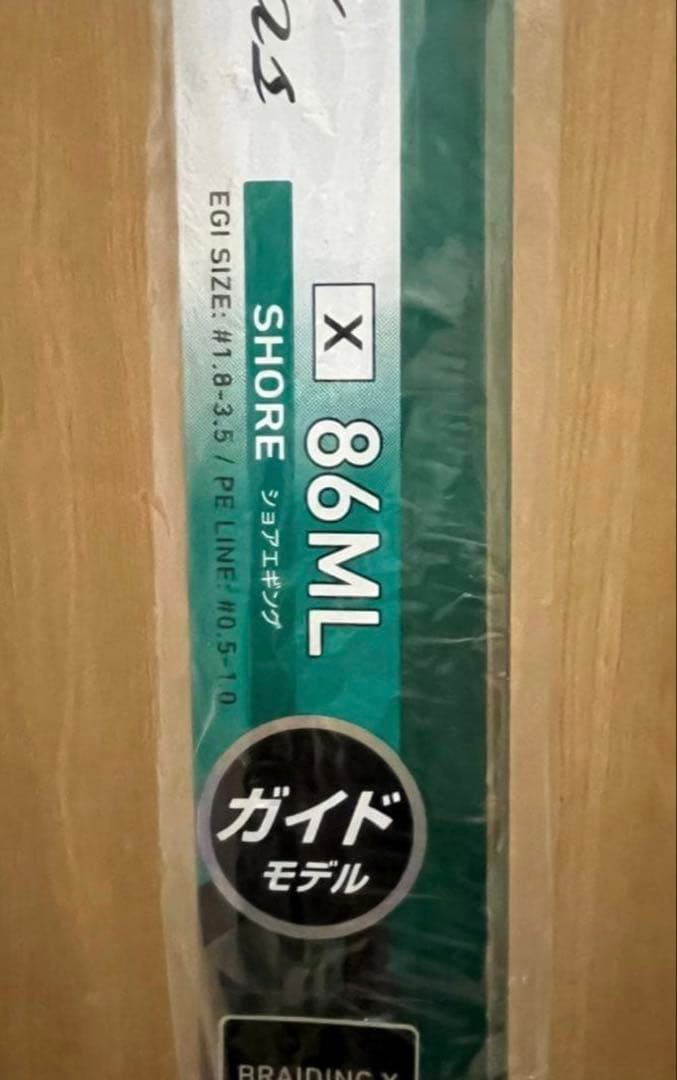 X 86ML
SHORE ショアエギング
EGI SIZE: #1.8-3.5 / PE LINE: #0.5-1.0
ガイド
モデル
BRAIDING X